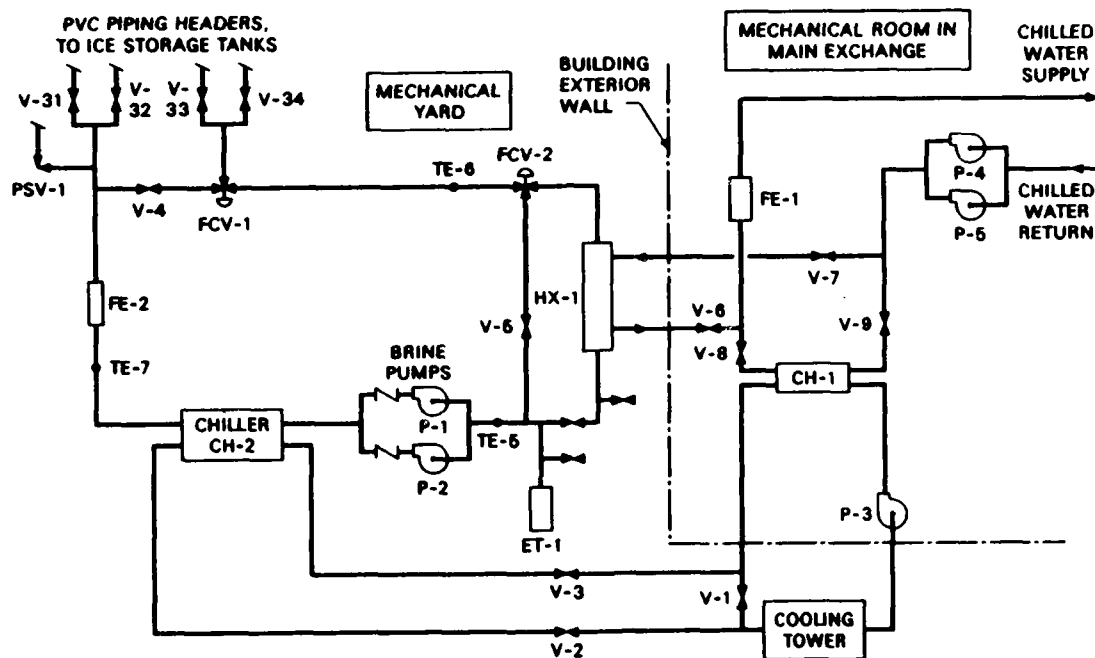 PVC PIPING HEADERS,
TO ICE STORAGE TANKS
MECHANICAL ROOM IN
MAIN EXCHANGE
CHILLED
WATER
SUPPLY
BUILDING
EXTERIOR
WALL
MECHANICAL
YARD
V-31
V-
32
V-
33
V-34
PSV-1
V-4
FCV-1
TE-6
FCV-2
FE-1
P-4
P-5
CHILLED
WATER
RETURN
FE-2
HX-1
V-7
V-5
V-6
V-8
V-9
TE-7
BRINE
PUMPS
CH-1
CHILLER
CH-2
P-1
TE-5
P-2
ET-1
P-3
V-3
V-1
COOLING
TOWER
V-2